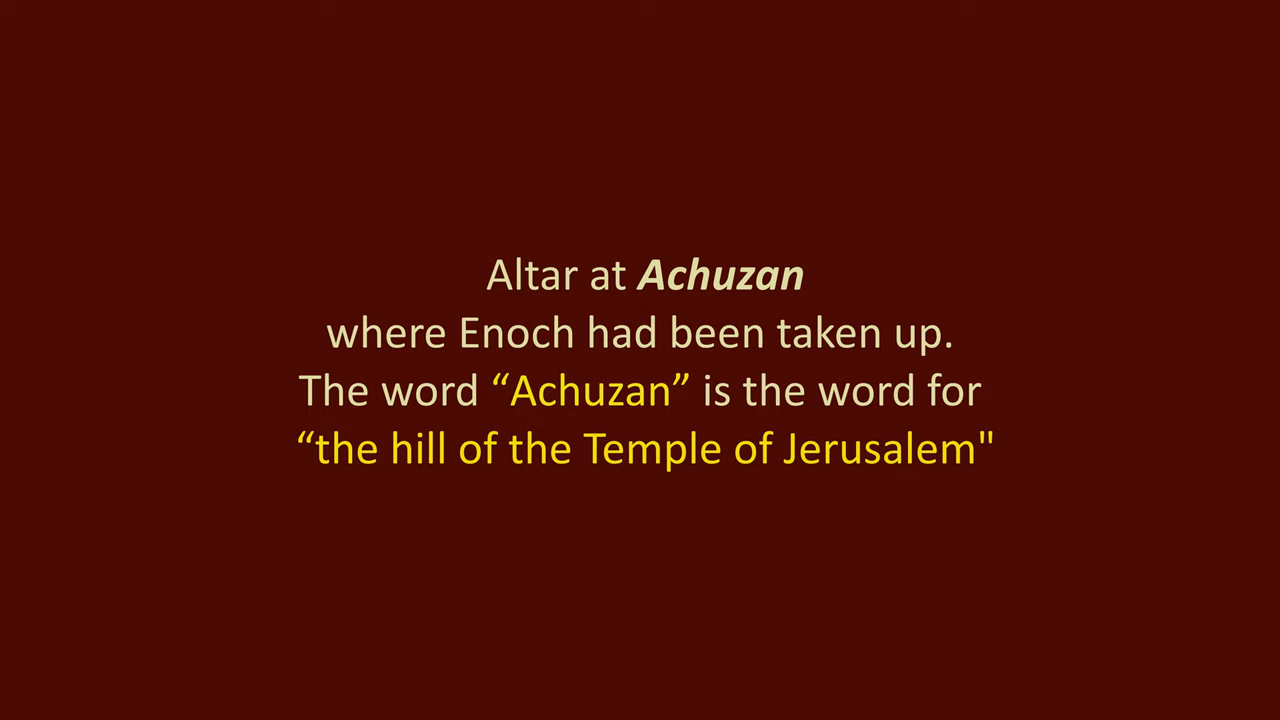 Altar at Achuzan
where Enoch had been taken up.
The word “Achuzan” is the word for
“the hill of the Temple of Jerusalem"